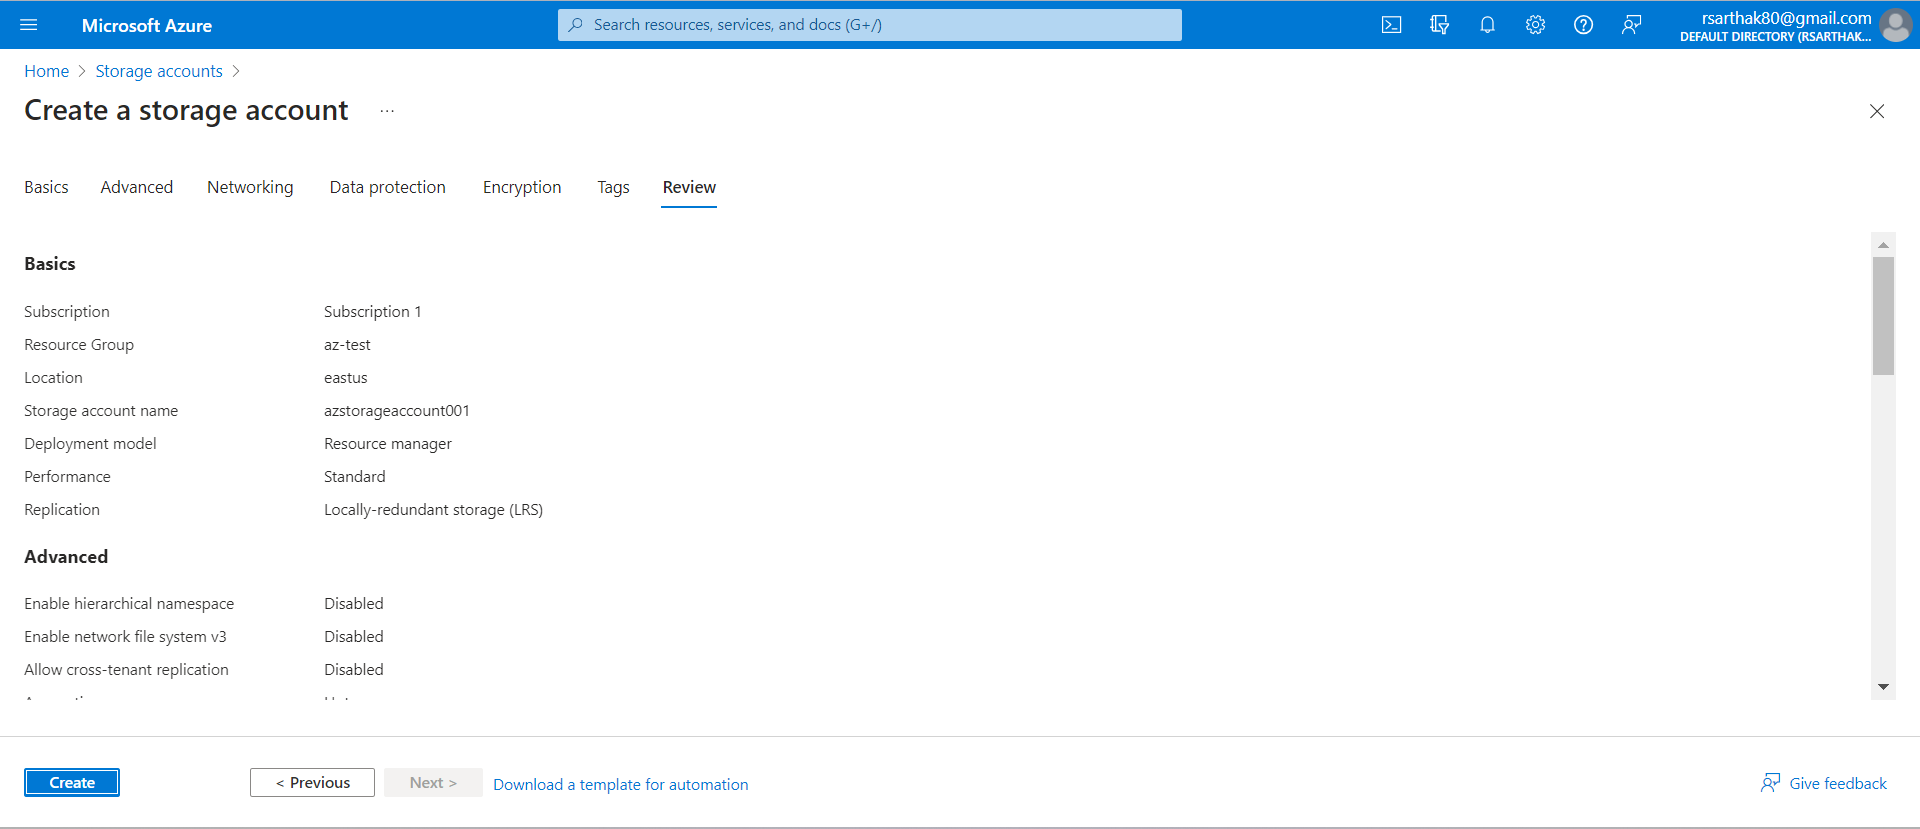 Microsoft Azure
Search resources, services, and docs (G+/)
rsarthak80@gmail.com
DEFAULT DIRECTORY (RSARTHAK...
Home > Storage accounts >
Create a storage account ...
Basics Advanced Networking Data protection Encryption Tags Review
Basics
Subscription Subscription 1
Resource Group az-test
Location eastus
Storage account name azstorageaccount001
Deployment model Resource manager
Performance Standard
Replication Locally-redundant storage (LRS)
Advanced
Enable hierarchical namespace Disabled
Enable network file system v3 Disabled
Allow cross-tenant replication Disabled
Create < Previous Next > Download a template for automation Give feedback